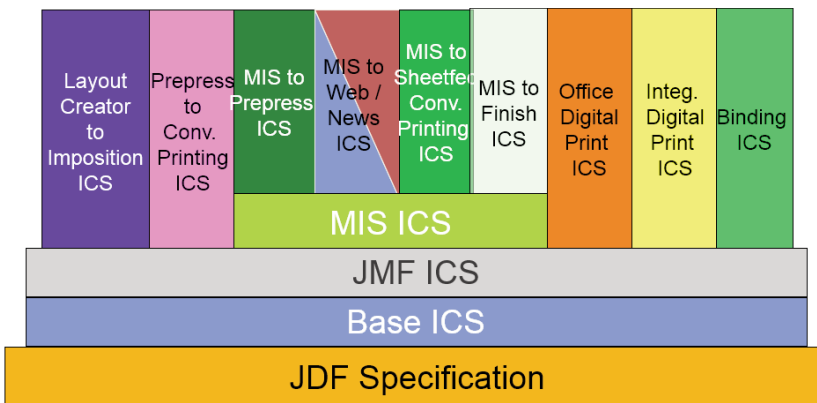 Layout
Creator
to
Imposition
ICS
Prepress
to
Conv.
Printing
ICS
MIS to
Prepress
ICS
MIS to
Web /
News
ICS
MIS to
Sheetfed
Conv.
Printing
ICS
MIS to
Finish
ICS
Office
Digital
Print
ICS
Integ.
Digital
Print
ICS
Binding
ICS
MIS ICS
JMF ICS
Base ICS
JDF Specification